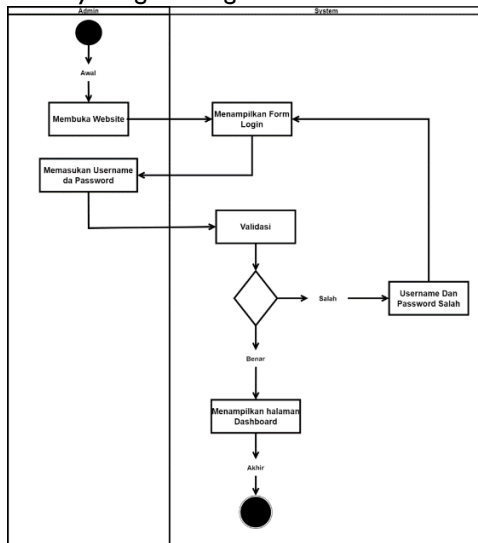 Admin
System
Awal
Membuka Website
Menampilkan Form
Login
Memasukan Username
da Password
Validasi
Salah
Username Dan
Password Salah
Benar
Menampilkan halaman
Dashboard
Akhir